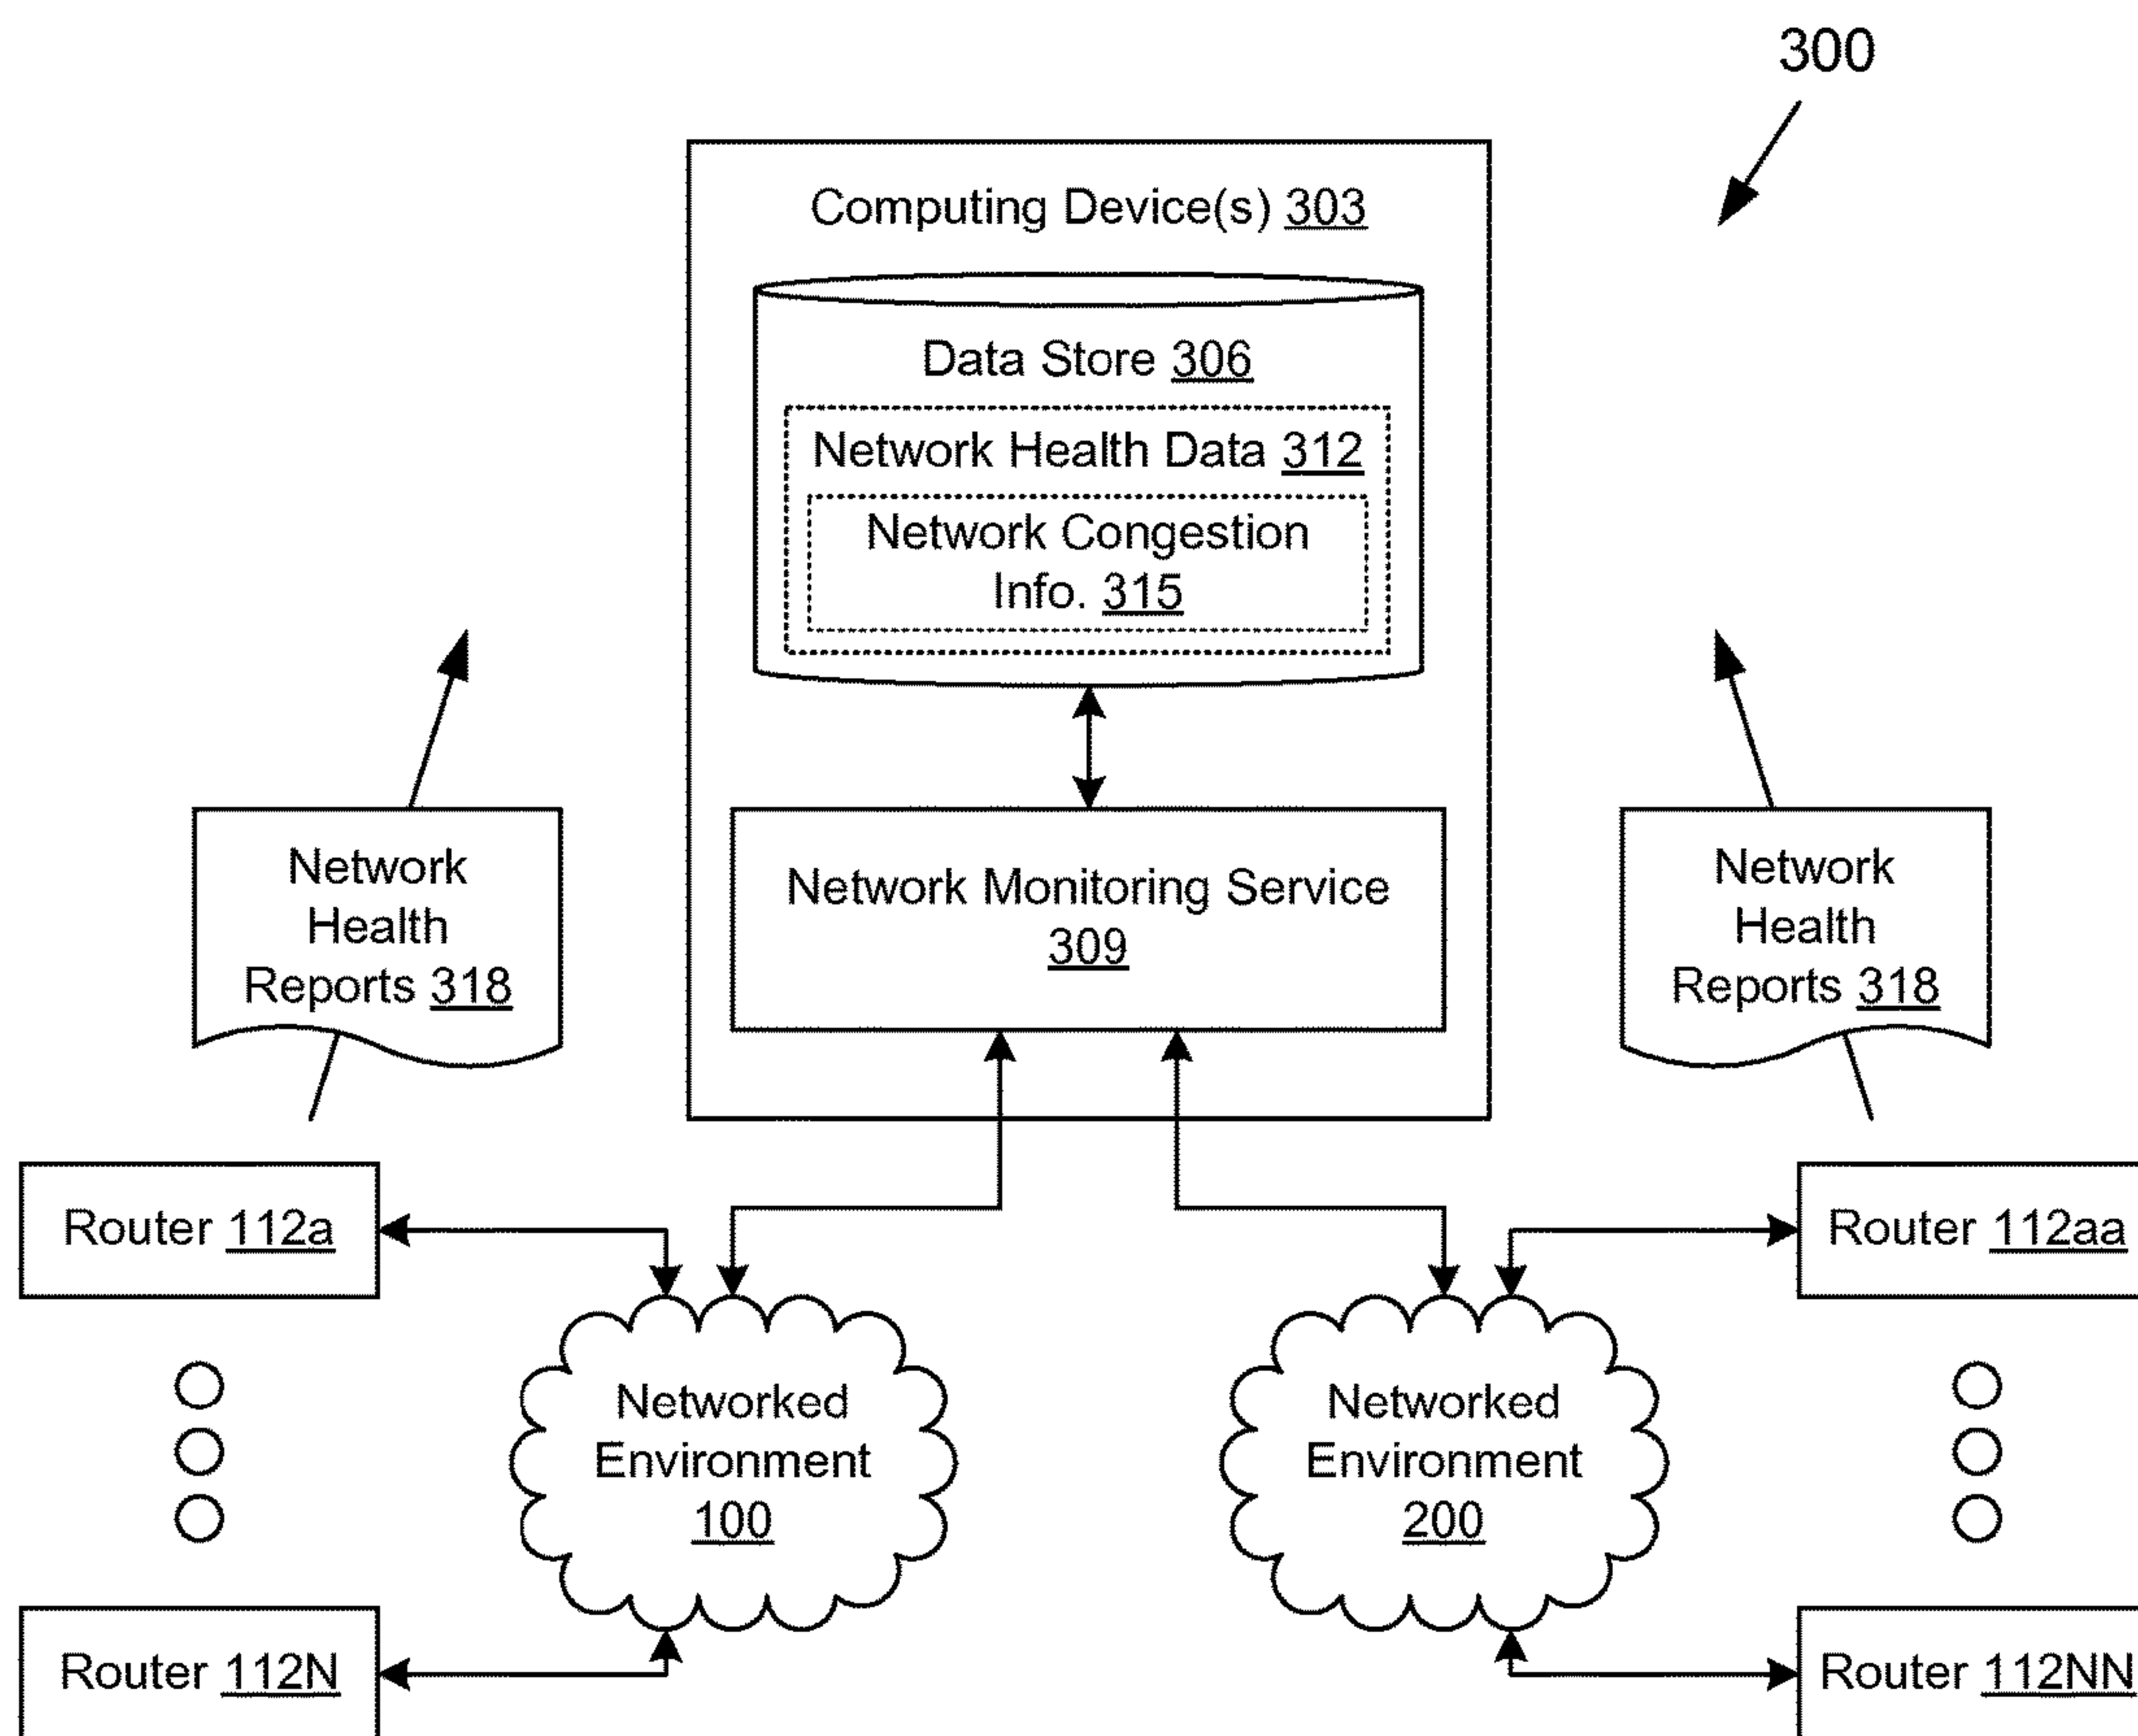 300
Computing Device(s) 303
Data Store 306
Network Health Data 312
Network Congestion
Info. 315
Network
Health
Reports 318
Network Monitoring Service
309
Network
Health
Reports 318
Router 112a
Router 112aa
Networked
Environment
100
Networked
Environment
200
Router 112N
Router 112NN